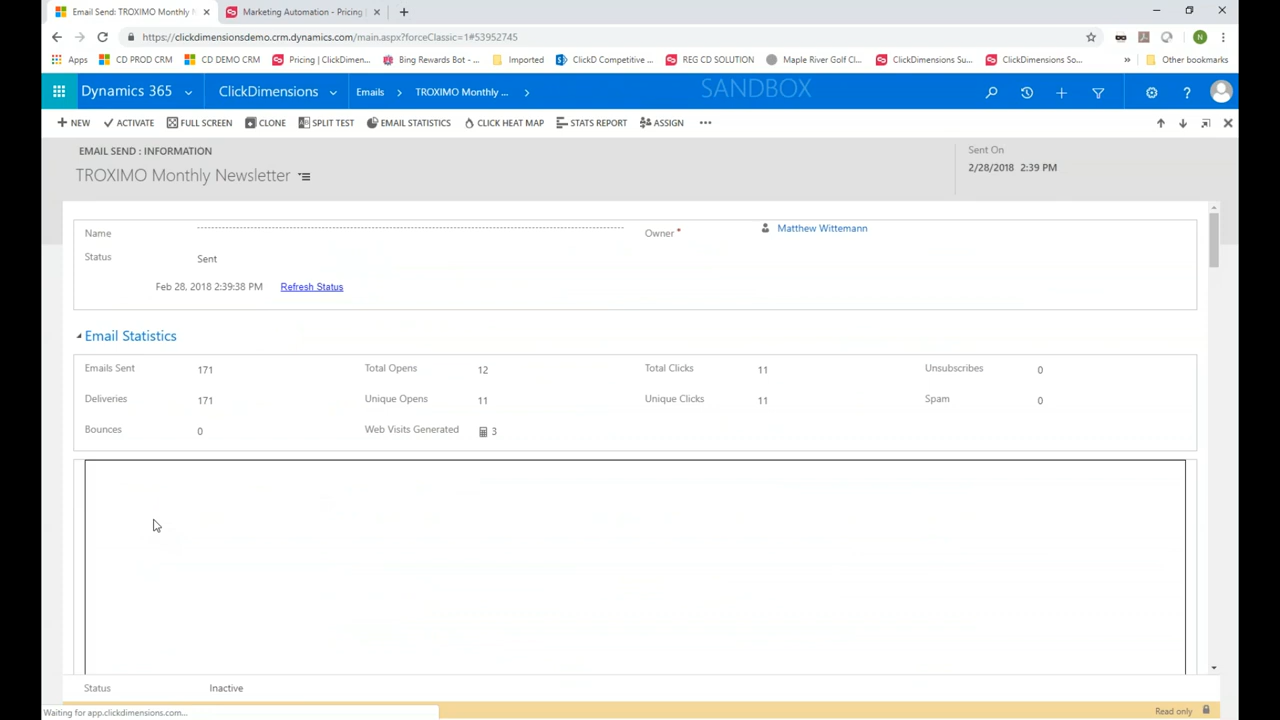 Email Send: TROXIMO Monthly N
Marketing Automation - Pricing |
https://clickdimensionsdemo.crm.dynamics.com/main.aspx?forceClassic=1#53952745
N
Apps
CD PROD CRM
CD DEMO CRM
Pricing | ClickDimen...
Bing Rewards Bot - ...
Imported
ClickD Competitive ...
REG CD SOLUTION
Maple River Golf Cl...
ClickDimensions Su...
ClickDimensions So...
»
Other bookmarks
Dynamics 365
ClickDimensions
Emails
TROXIMO Monthly ...
SANDBOX
NEW
ACTIVATE
FULL SCREEN
CLONE
SPLIT TEST
EMAIL STATISTICS
CLICK HEAT MAP
STATS REPORT
ASSIGN
EMAIL SEND : INFORMATION
TROXIMO Monthly Newsletter
Sent On
2/28/2018 2:39 PM
Name
Owner *
Matthew Wittemann
Status
Sent
Feb 28, 2018 2:39:38 PM
Refresh Status
Email Statistics
Emails Sent 171
Total Opens 12
Total Clicks 11
Unsubscribes 0
Deliveries 171
Unique Opens 11
Unique Clicks 11
Spam 0
Bounces 0
Web Visits Generated 3
Status Inactive
Waiting for app.clickdimensions.com...
Read only